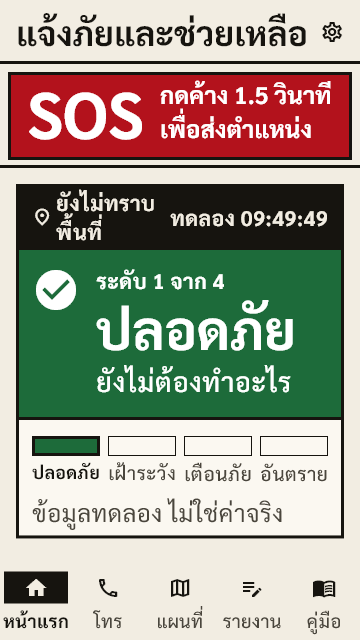 แจ้งภัยและช่วยเหลือ
SOS
กดค้าง 1.5 วินาที
เพื่อส่งตำแหน่ง
ยังไม่ทราบ
พื้นที่
ทดลอง 09:49:49
ระดับ 1 จาก 4
ปลอดภัย
ยังไม่ต้องทำอะไร
ปลอดภัย เฝ้าระวัง เตือนภัย อันตราย
ข้อมูลทดลอง ไม่ใช่ค่าจริง
หน้าแรก โทร แผนที่ รายงาน คู่มือ